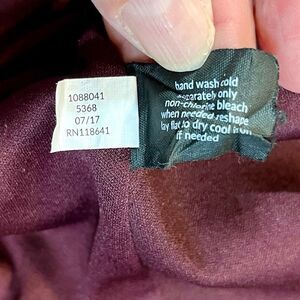 1088041
5368
07/17
RN118641
hand wash cold
separately only
non-chlorine bleach
when needed reshape
lay flat to dry cool iron
if needed